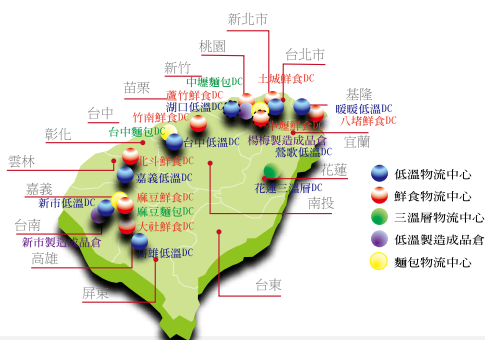 新北市
桃園
台北市
新竹
中壢麵包DC
土城鮮食DC
苗栗
蘆竹鮮食DC
基隆
湖口低溫DC
暖暖低溫DC
台中
竹南鮮食DC
八堵鮮食DC
中壢鮮食DC
彰化
台中麵包DC
楊梅製造成品倉
宜蘭
台中低溫DC
鶯歌低溫DC
雲林
北斗鮮食DC
花蓮
嘉義低溫DC
低溫物流中心
嘉義
花蓮三溫層DC
鮮食物流中心
新市低溫DC
麻豆鮮食DC
南投
麻豆麵包DC
三溫層物流中心
台南
大社鮮食DC
新市製造成品倉
低溫製造成品倉
高雄
高雄低溫DC
麵包物流中心
屏東
台東